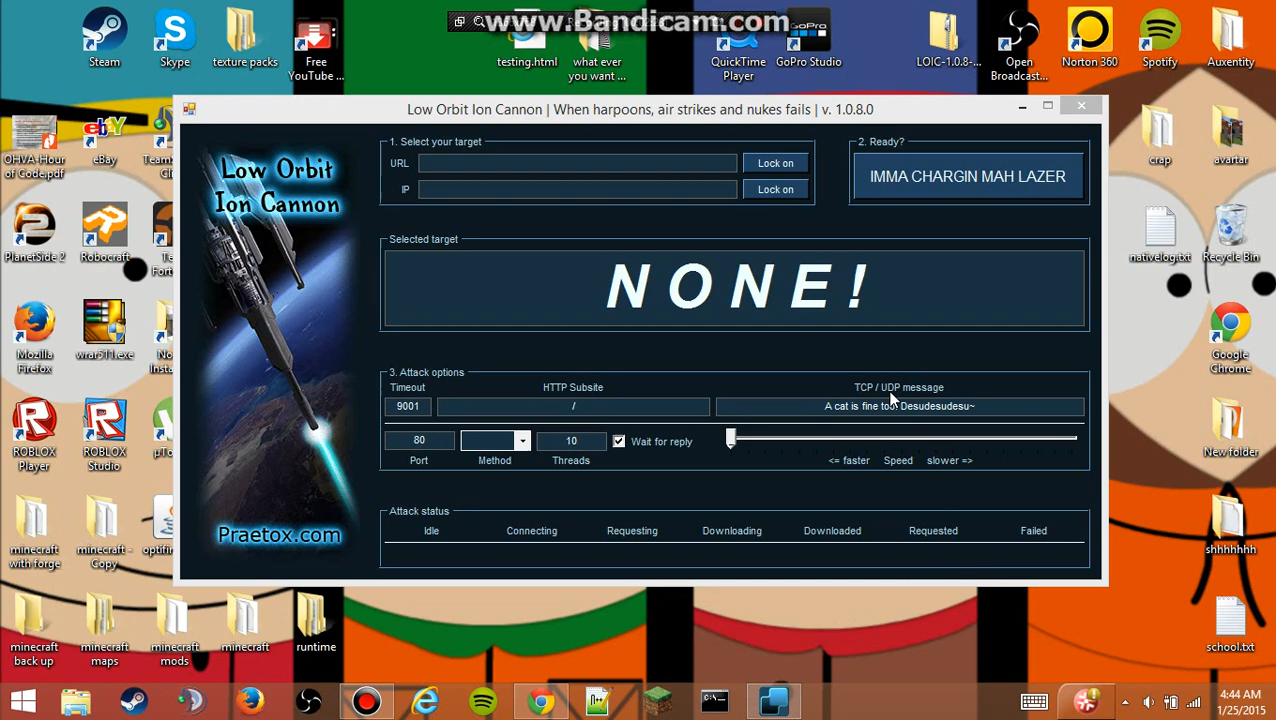 www.Bandicam.com
Steam
Skype
texture packs
Free
YouTube ...
testing.html
what ever
you want ...
QuickTime
Player
GoPro Studio
LOIC-1.0.8-...
Open
Broadcast...
Norton 360
Spotify
Auxentity
Low Orbit Ion Cannon | When harpoons, air strikes and nukes fails | v. 1.0.8.0
OHVA-Hour
of Code.pdf
eBay
crap
avartar
PlanetSide 2
Robocraft
nativelog.txt
Recycle Bin
Mozilla
Firefox
wrar511.exe
Google
Chrome
ROBLOX
Player
ROBLOX
Studio
New folder
minecraft
with forge
minecraft -
Copy
shhhhhhh
minecraft
back up
minecraft
maps
minecraft
mods
minecraft
runtime
school.txt
Low Orbit
Ion Cannon
Praetox.com
1. Select your target
URL
Lock on
IP
Lock on
2. Ready?
IMMA CHARGIN MAH LAZER
Selected target
NONE!
3. Attack options
Timeout
HTTP Subsite
TCP / UDP message
9001
/
A cat is fine too. Desudesudesu~
80
10
Wait for reply
Port
Method
Threads
<= faster
Speed
slower =>
Attack status
Idle
Connecting
Requesting
Downloading
Downloaded
Requested
Failed
4:44 AM
1/25/2015